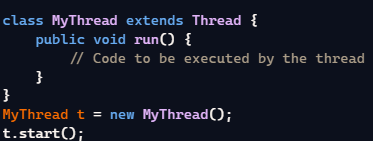 class MyThread extends Thread {
    public void run() {
        // Code to be executed by the thread
    }
}
MyThread t = new MyThread();
t.start();